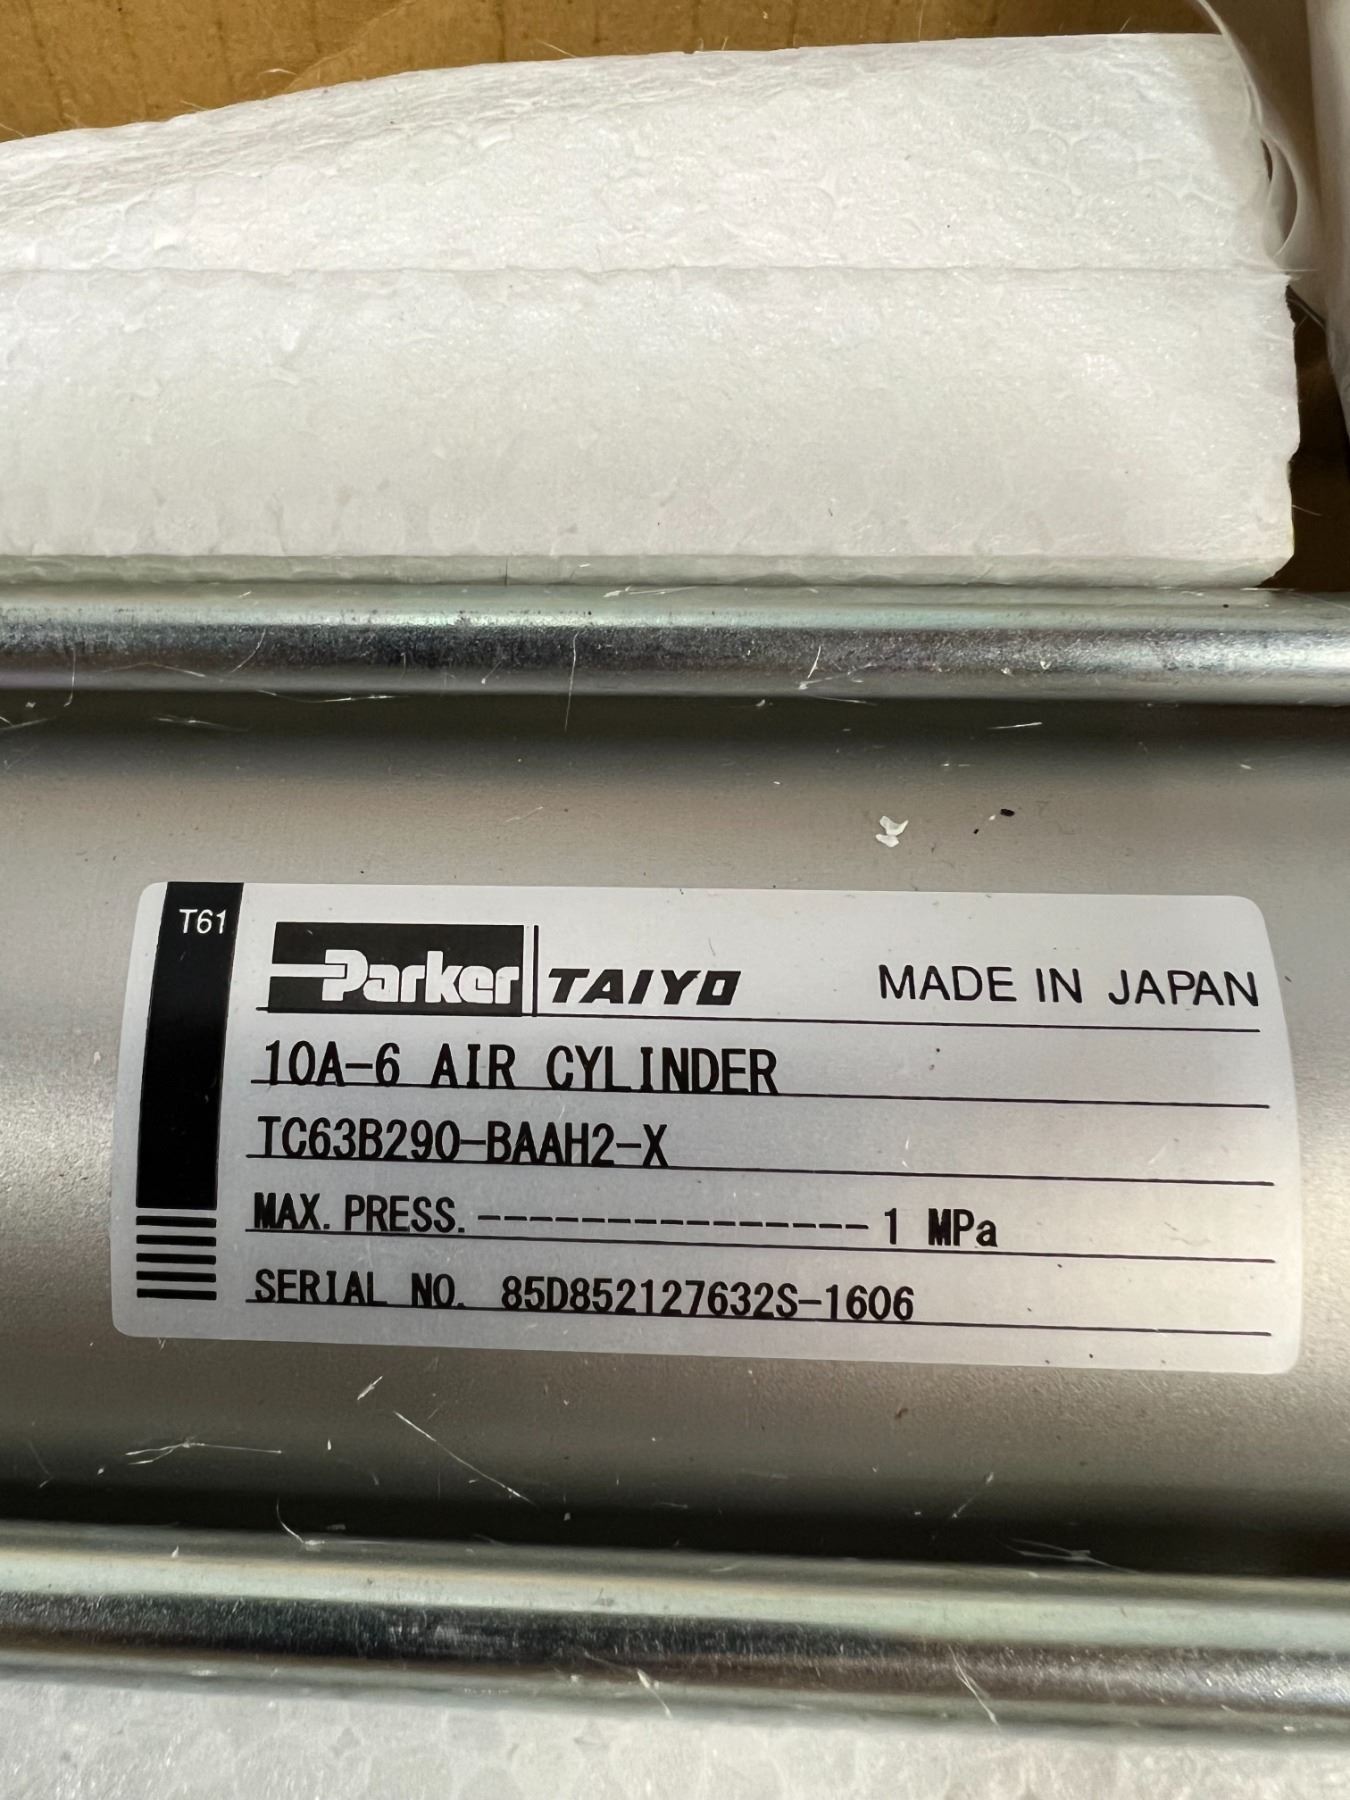 T61
Parker TAIYO MADE IN JAPAN
10A-6 AIR CYLINDER
TC63B290-BAAH2-X
MAX. PRESS. --------------- 1 MPa
SERIAL NO. 85D852127632S-1606